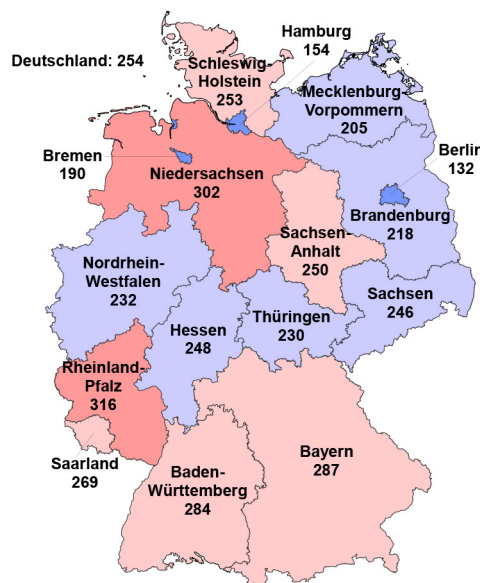 Hamburg
154
Deutschland: 254
Schleswig-
Holstein
253
Mecklenburg-
Vorpommern
205
Bremen
190
Berlin
132
Niedersachsen
302
Brandenburg
218
Sachsen-
Anhalt
250
Nordrhein-
Westfalen
232
Sachsen
246
Hessen
248
Thüringen
230
Rheinland-
Pfalz
316
Saarland
269
Bayern
287
Baden-
Württemberg
284